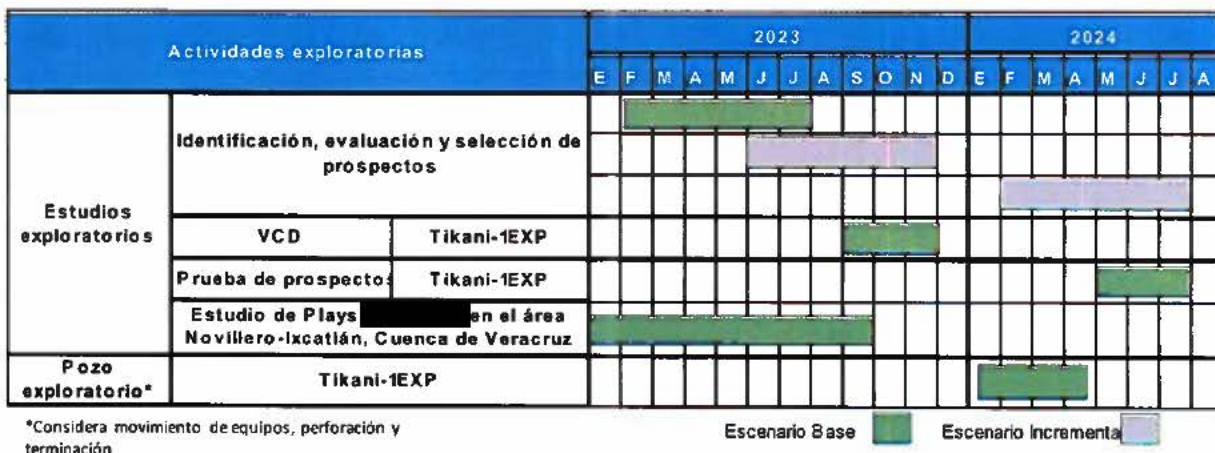 Actividades exploratorias
2023
2024
E F M A M J J A S O N D E F M A M J J A
Identificación, evaluación y selección de
prospectos
Estudios
exploratorios
VCD
Tikani-1EXP
Prueba de prospectos
Tikani-1EXP
Estudio de Plays en el área
Novillero-Ixcatlán, Cuenca de Veracruz
Pozo
exploratorio*
Tikani-1EXP
*Considera movimiento de equipos, perforación y
terminación
Escenario Base
Escenario Incremental